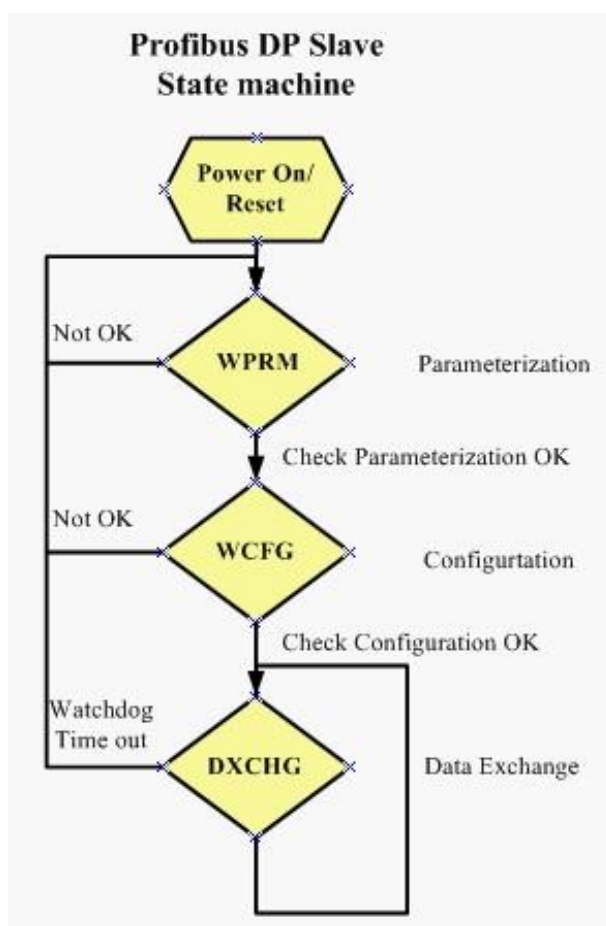 Profibus DP Slave
State machine
Power On/
Reset
Not OK
WPRM
Parameterization
Check Parameterization OK
Not OK
WCFG
Configurtation
Check Configuration OK
Watchdog
Time out
DXCHG
Data Exchange